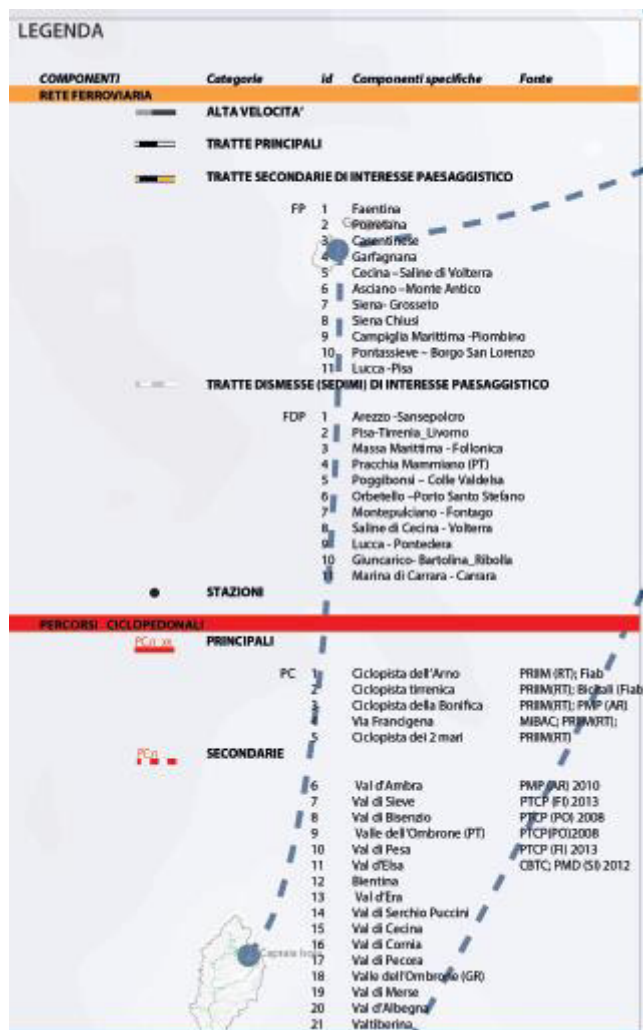 LEGENDA
COMPONENTI Categorie id Componenti specifiche Fonte
RETE FERROVIARIA
ALTA VELOCITA'
TRATTE PRINCIPALI
TRATTE SECONDARIE DI INTERESSE PAESAGGISTICO
FP 1 Faentina
2 Porretana
3 Casentinese
4 Garfagnana
5 Cecina –Saline di Volterra
6 Asciano –Monte Antico
7 Siena- Grosseto
8 Siena Chiusi
9 Campiglia Marittima -Piombino
10 Pontassieve – Borgo San Lorenzo
11 Lucca -Pisa
TRATTE DISMESSE (SEDIMI) DI INTERESSE PAESAGGISTICO
FDP 1 Arezzo -Sansepolcro
2 Pisa-Tirrenia_Livorno
3 Massa Marittima - Follonica
4 Pracchia Mammiano (PT)
5 Poggibonsi – Colle Valdelsa
6 Orbetello –Porto Santo Stefano
7 Montepulciano - Fontago
8 Saline di Cecina - Volterra
9 Lucca - Pontedera
10 Giuncarico- Bartolina_Ribolla
11 Marina di Carrara - Carrara
STAZIONI
PERCORSI CICLOPEDONALI
PRINCIPALI
PC 1 Ciclopista dell'Arno PRIIM (RT); Fiab
2 Ciclopista tirrenica PRIIM(RT); Bicitali (Fiab
3 Ciclopista della Bonifica PRIIM(RT); PMP (AR)
4 Via Francigena MIBAC; PRIIM(RT);
5 Ciclopista dei 2 mari PRIIM(RT)
SECONDARIE
6 Val d'Ambra PMP (AR) 2010
7 Val di Sieve PTCP (FI) 2013
8 Val di Bisenzio PTCP (PO) 2008
9 Valle dell'Ombrone (PT) PTCP(PO)2008
10 Val di Pesa PTCP (FI) 2013
11 Val d'Elsa CBTC; PMD (SI) 2012
12 Bientina
13 Val d'Era
14 Val di Serchio Puccini
15 Val di Cecina
16 Val di Cornia
Capraia Isola
17 Val di Pecora
18 Valle dell'Ombrone (GR)
19 Val di Merse
20 Val d'Albegna
21 Valtiberina